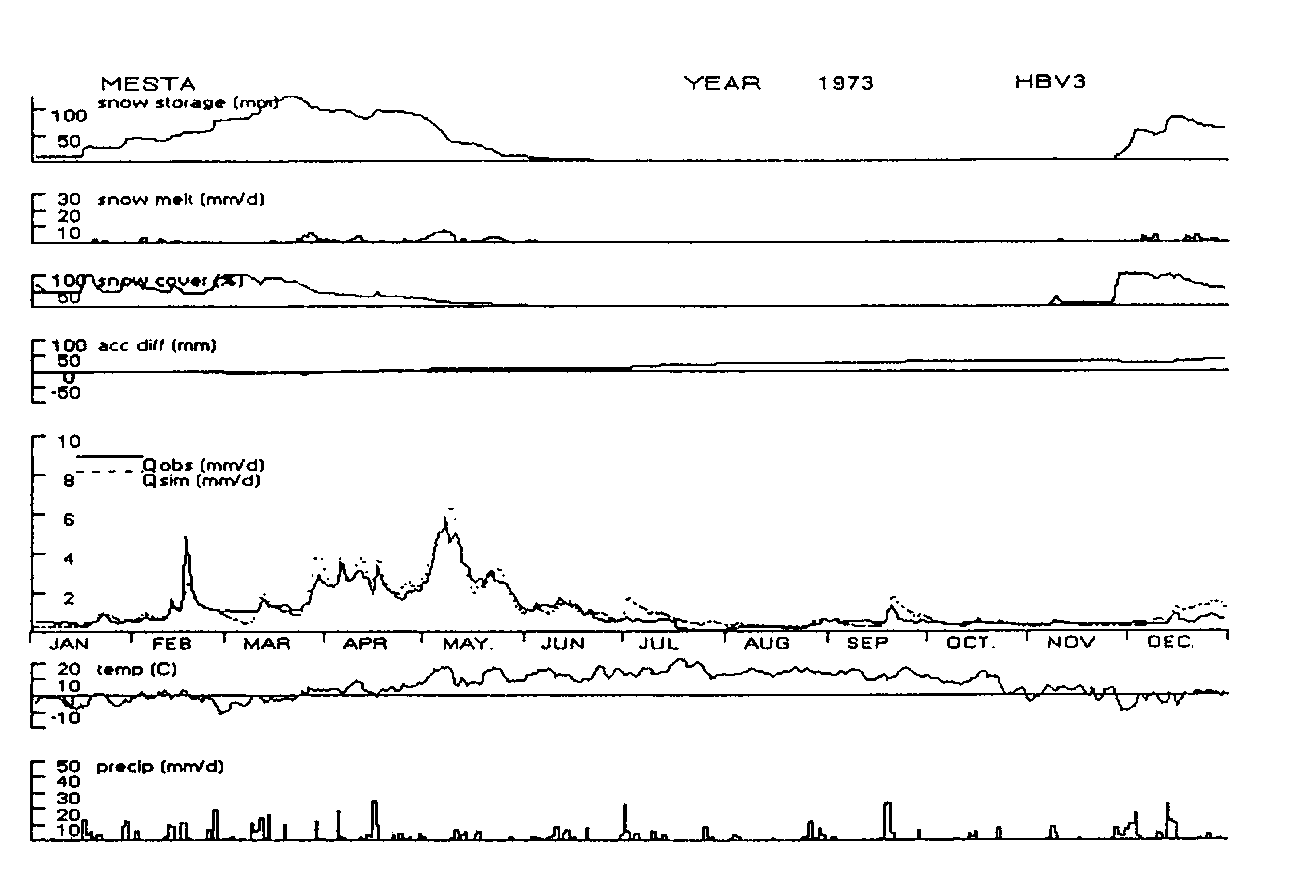 MESTA YEAR 1973 HBV3
snow storage (mm)
100
50
30 snow melt (mm/d)
20
10
100 snow cover (%)
50
100 acc diff (mm)
50
0
-50
10
Qobs (mm/d)
8 Qsim (mm/d)
6
4
2
JAN FEB MAR APR MAY. JUN JUL AUG SEP OCT. NOV DEC.
20 temp (C)
10
-10
50 precip (mm/d)
40
30
20
10